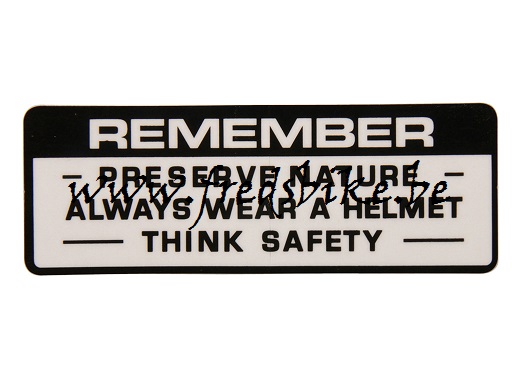 REMEMBER
- PRESERVE NATURE -
www.fredsbike.be
ALWAYS WEAR A HELMET
— THINK SAFETY —